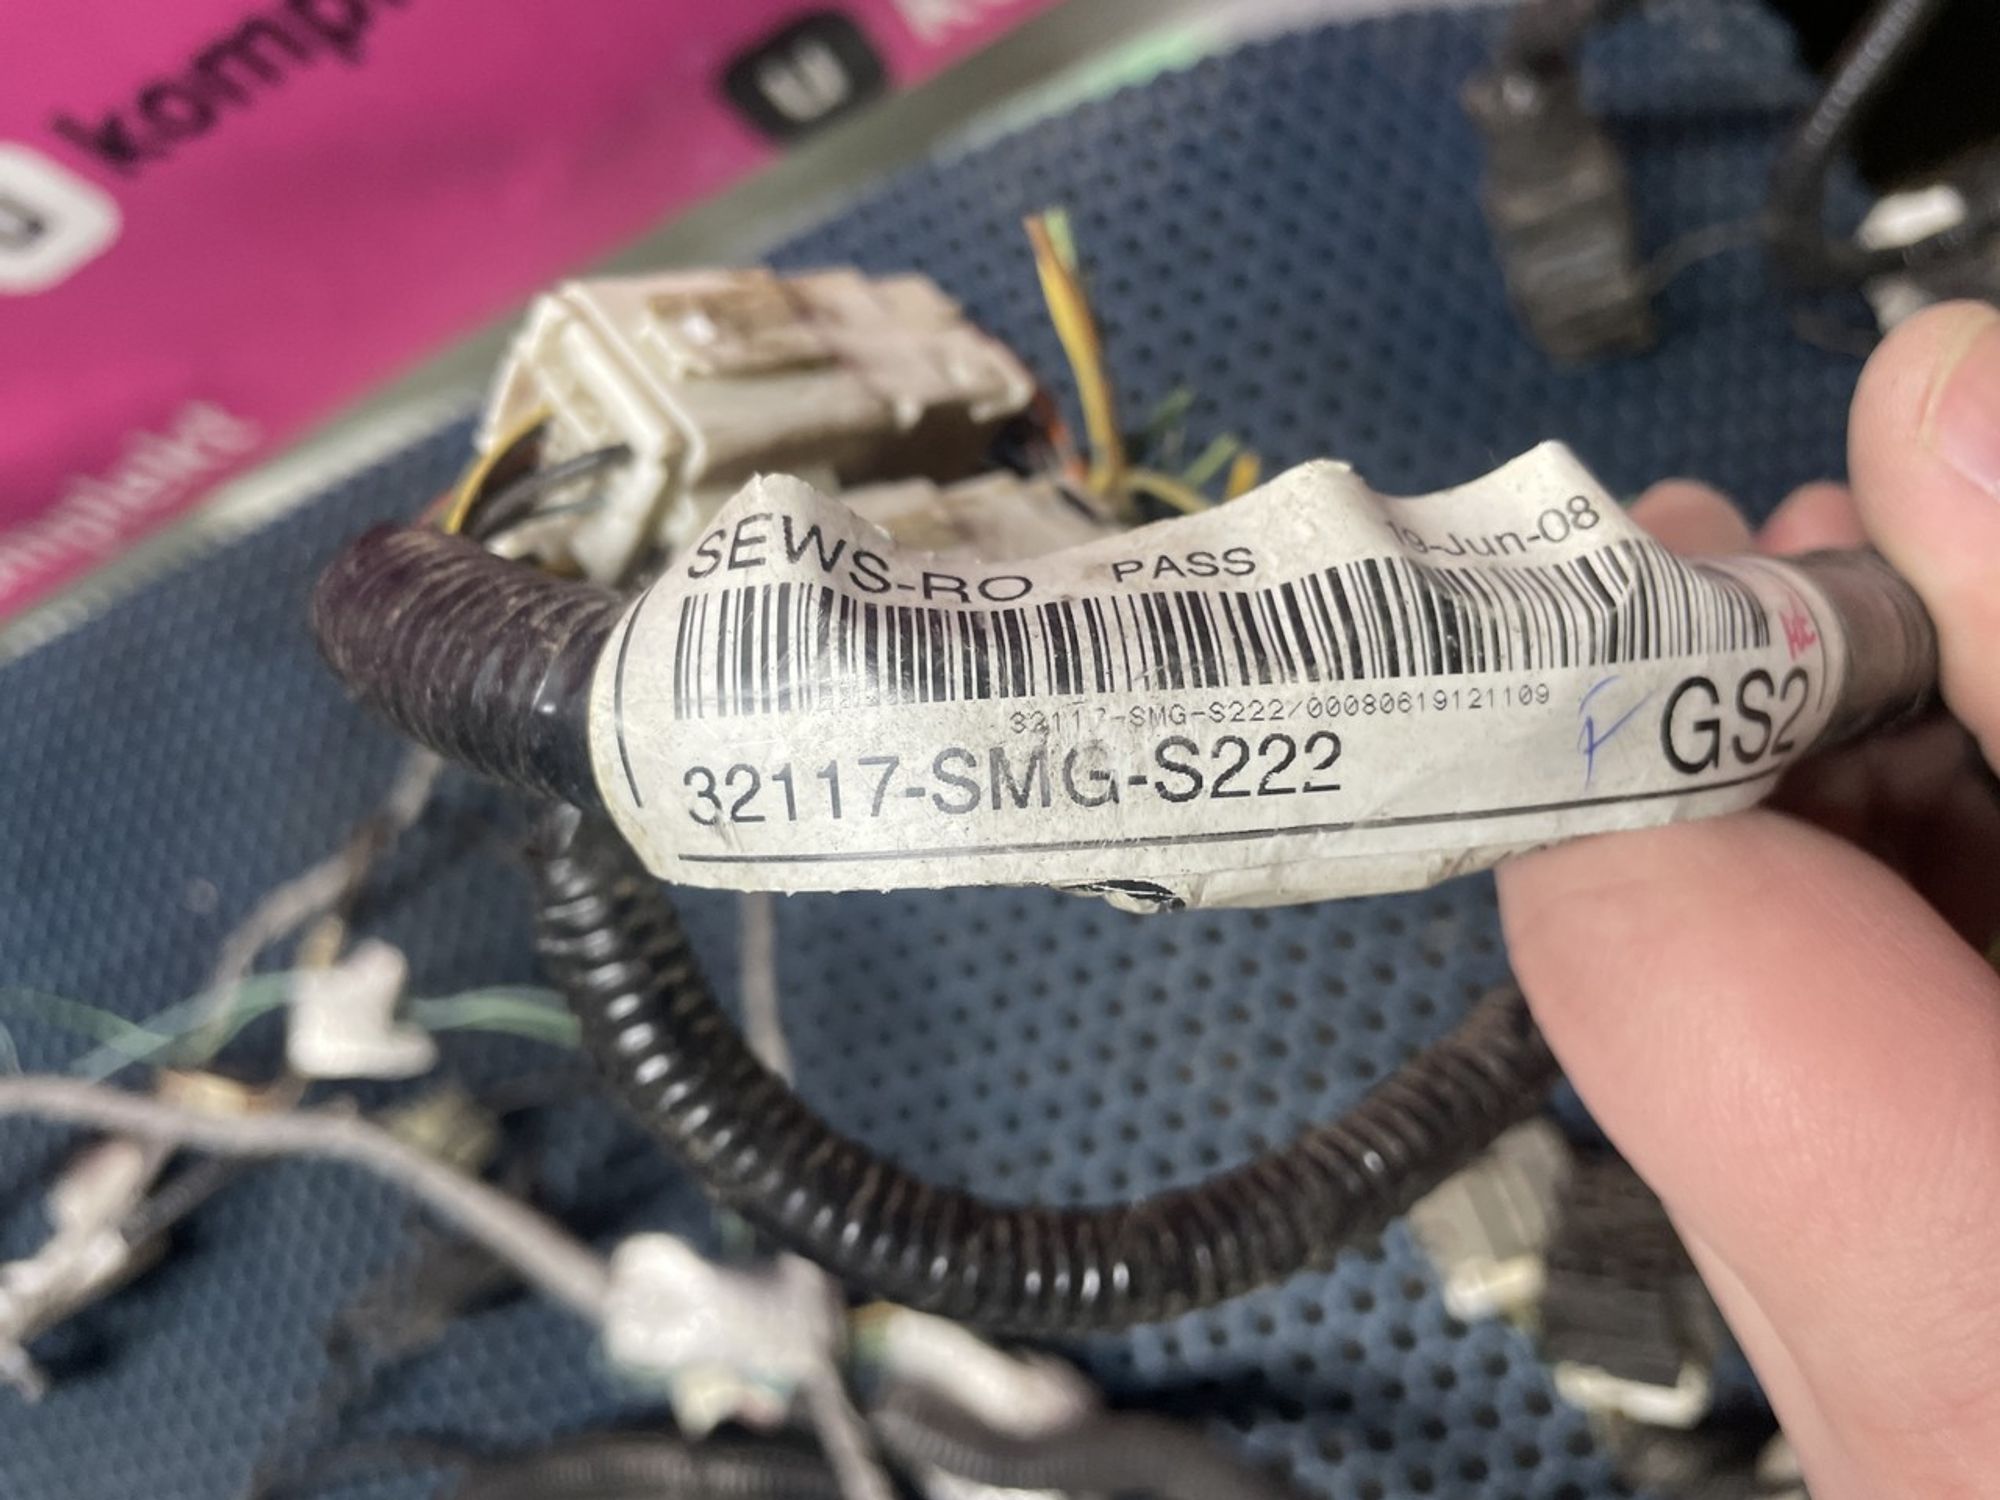 SEWS-RO PASS 19-Jun-08
32117-SMG-S222/00080619121109
32117-SMG-S222 F GS2